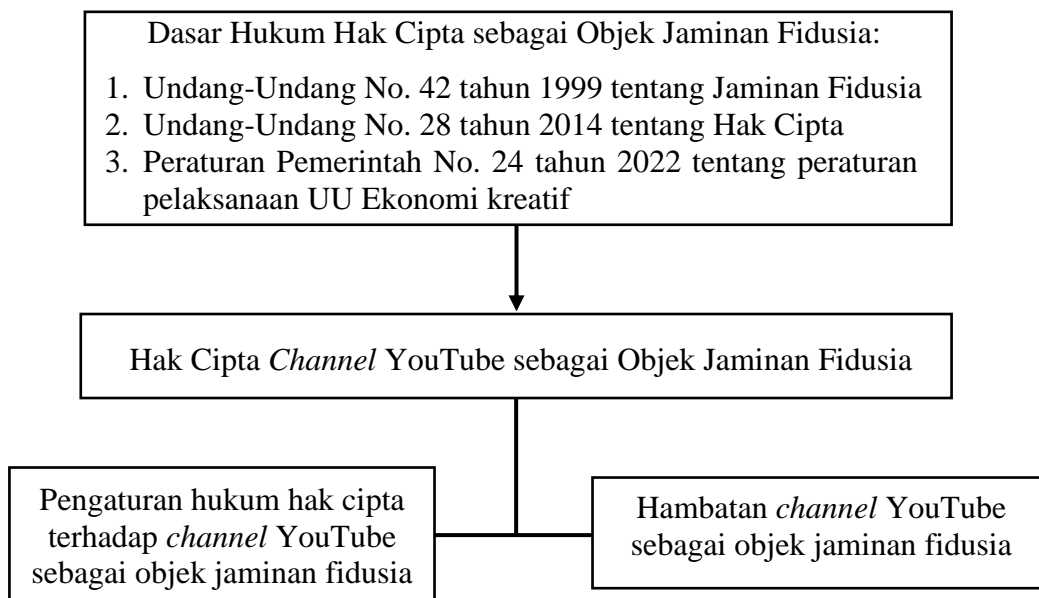 Dasar Hukum Hak Cipta sebagai Objek Jaminan Fidusia:
1. Undang-Undang No. 42 tahun 1999 tentang Jaminan Fidusia
2. Undang-Undang No. 28 tahun 2014 tentang Hak Cipta
3. Peraturan Pemerintah No. 24 tahun 2022 tentang peraturan
pelaksanaan UU Ekonomi kreatif
Hak Cipta Channel YouTube sebagai Objek Jaminan Fidusia
Pengaturan hukum hak cipta
terhadap channel YouTube
sebagai objek jaminan fidusia
Hambatan channel YouTube
sebagai objek jaminan fidusia